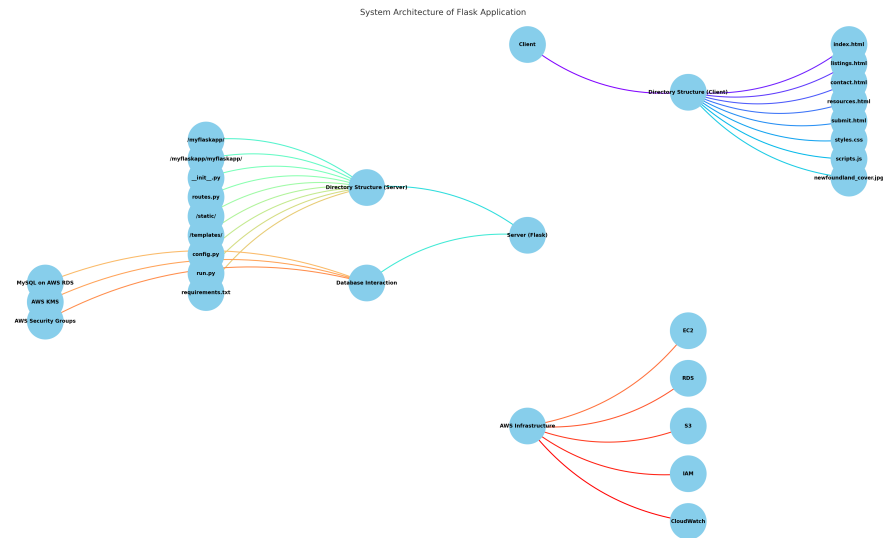 System Architecture of Flask Application
Client
Directory Structure (Client)
index.html
listings.html
contact.html
resources.html
submit.html
styles.css
scripts.js
newfoundland_cover.jpg
Server (Flask)
Directory Structure (Server)
/myflaskapp/
/myflaskapp/myflaskapp/
__init__.py
routes.py
/static/
/templates/
config.py
run.py
requirements.txt
Database Interaction
MySQL on AWS RDS
AWS KMS
AWS Security Groups
AWS Infrastructure
EC2
RDS
S3
IAM
CloudWatch